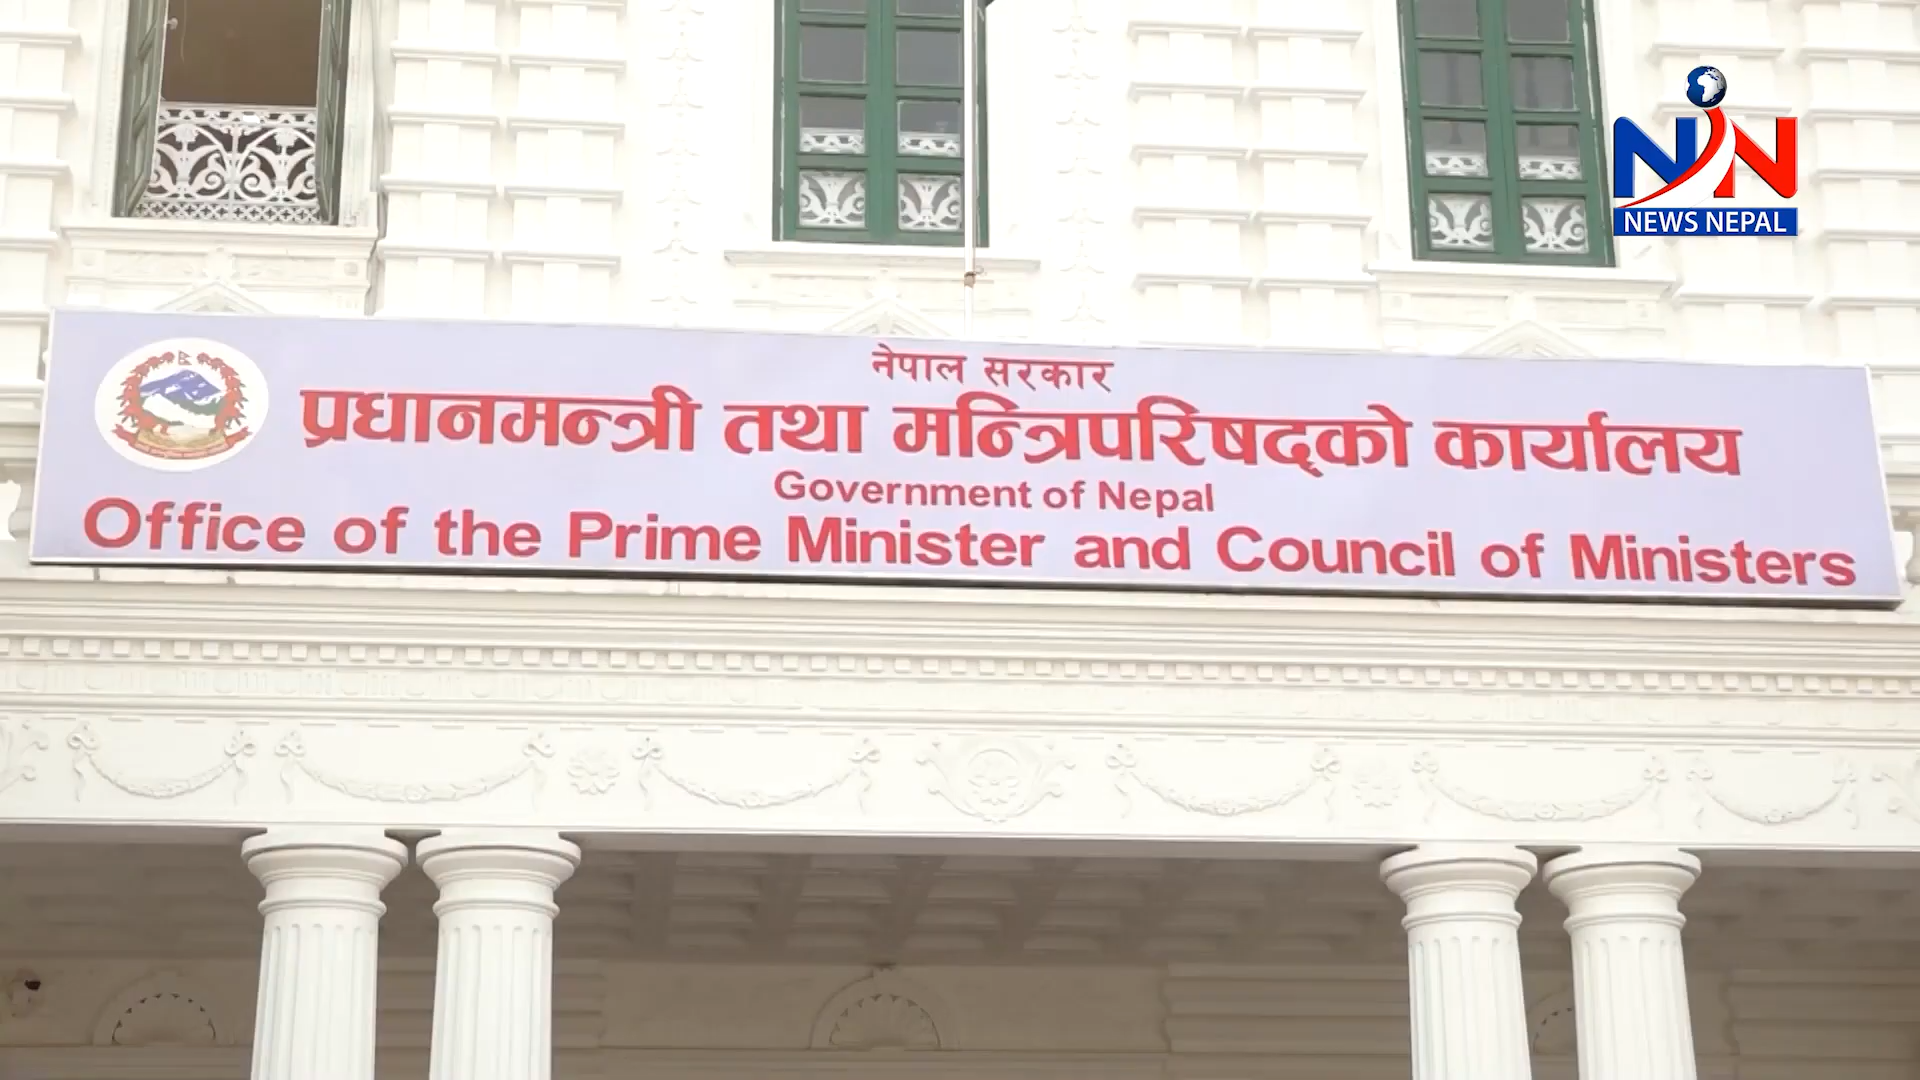 NEWS NEPAL
नेपाल सरकार
प्रधानमन्त्री तथा मन्त्रिपरिषद्को कार्यालय
Government of Nepal
Office of the Prime Minister and Council of Ministers